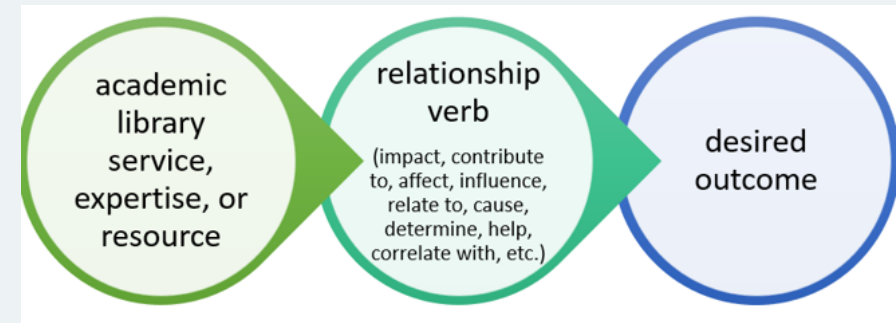 academic
library
service,
expertise, or
resource
relationship
verb
(impact, contribute
to, affect, influence,
relate to, cause,
determine, help,
correlate with, etc.)
desired
outcome